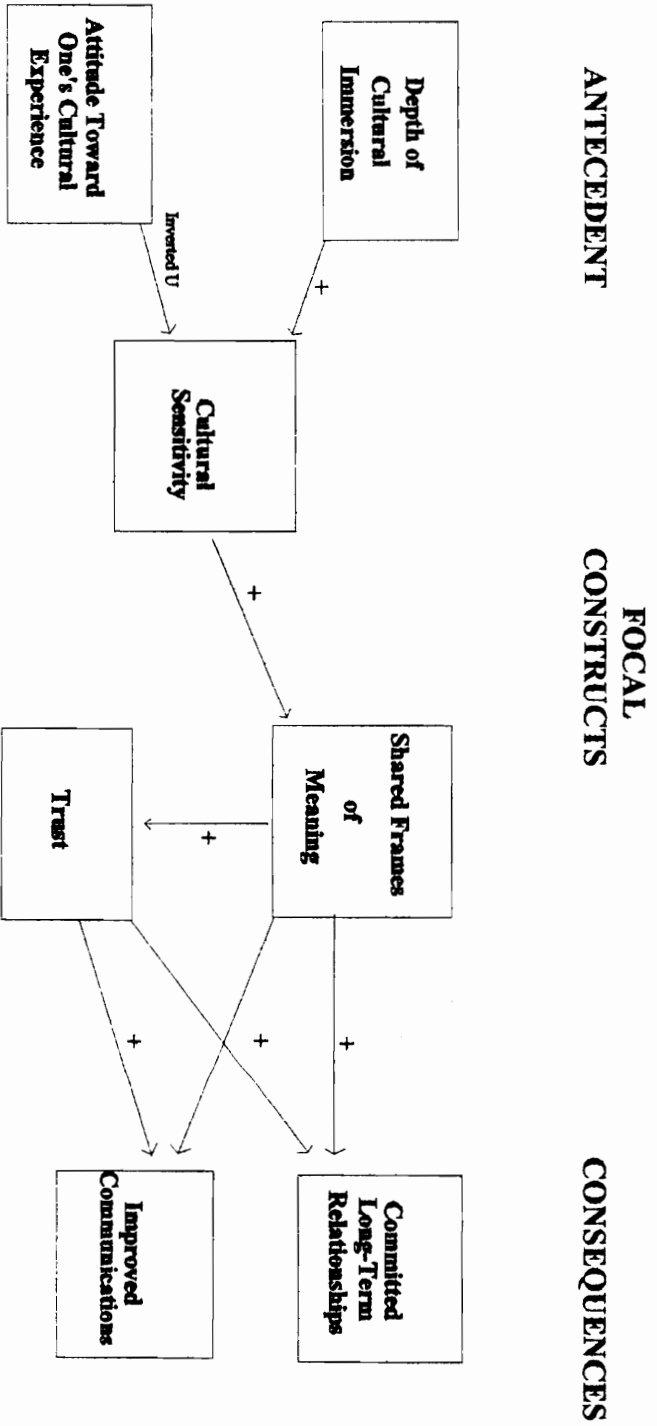 ANTECEDENT
FOCAL
CONSTRUCTS
CONSEQUENCES
Depth of
Cultural
Immersion
+
Attitude Toward
One's Cultural
Experience
Inverted U
Cultural
Sensitivity
+
Shared Frames
of
Meaning
+
Trust
+
+
+
Committed
Long-Term
Relationships
Improved
Communications